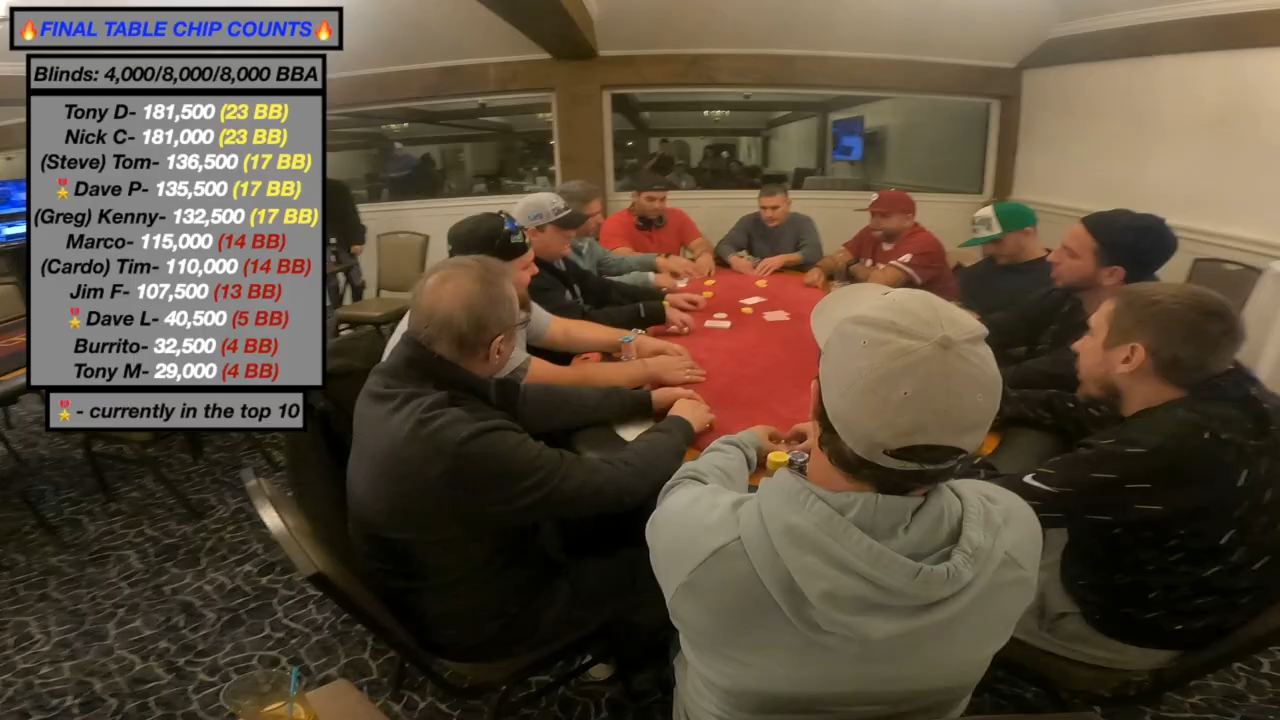 🔥FINAL TABLE CHIP COUNTS🔥
Blinds: 4,000/8,000/8,000 BBA
Tony D- 181,500 (23 BB)
Nick C- 181,000 (23 BB)
(Steve) Tom- 136,500 (17 BB)
🎖Dave P- 135,500 (17 BB)
(Greg) Kenny- 132,500 (17 BB)
Marco- 115,000 (14 BB)
(Cardo) Tim- 110,000 (14 BB)
Jim F- 107,500 (13 BB)
🎖Dave L- 40,500 (5 BB)
Burrito- 32,500 (4 BB)
Tony M- 29,000 (4 BB)
🎖- currently in the top 10